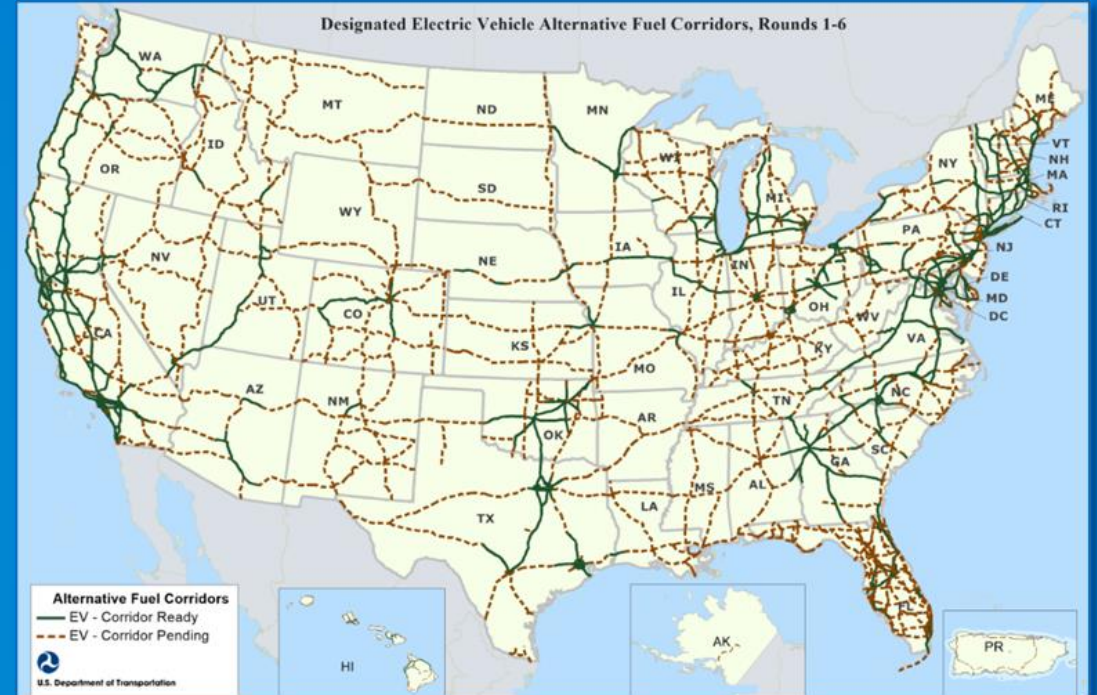 Designated Electric Vehicle Alternative Fuel Corridors, Rounds 1-6
WA
MT
ND
MN
ME
OR
ID
WY
SD
WI
MI
NY
VT
NH
MA
RI
CT
NV
UT
CO
NE
IA
IL
IN
OH
PA
NJ
DE
MD
DC
WV
VA
CA
AZ
NM
KS
MO
KY
OK
AR
TN
NC
SC
TX
LA
MS
AL
GA
FL
HI
AK
PR
Alternative Fuel Corridors
EV - Corridor Ready
EV - Corridor Pending
U.S. Department of Transportation